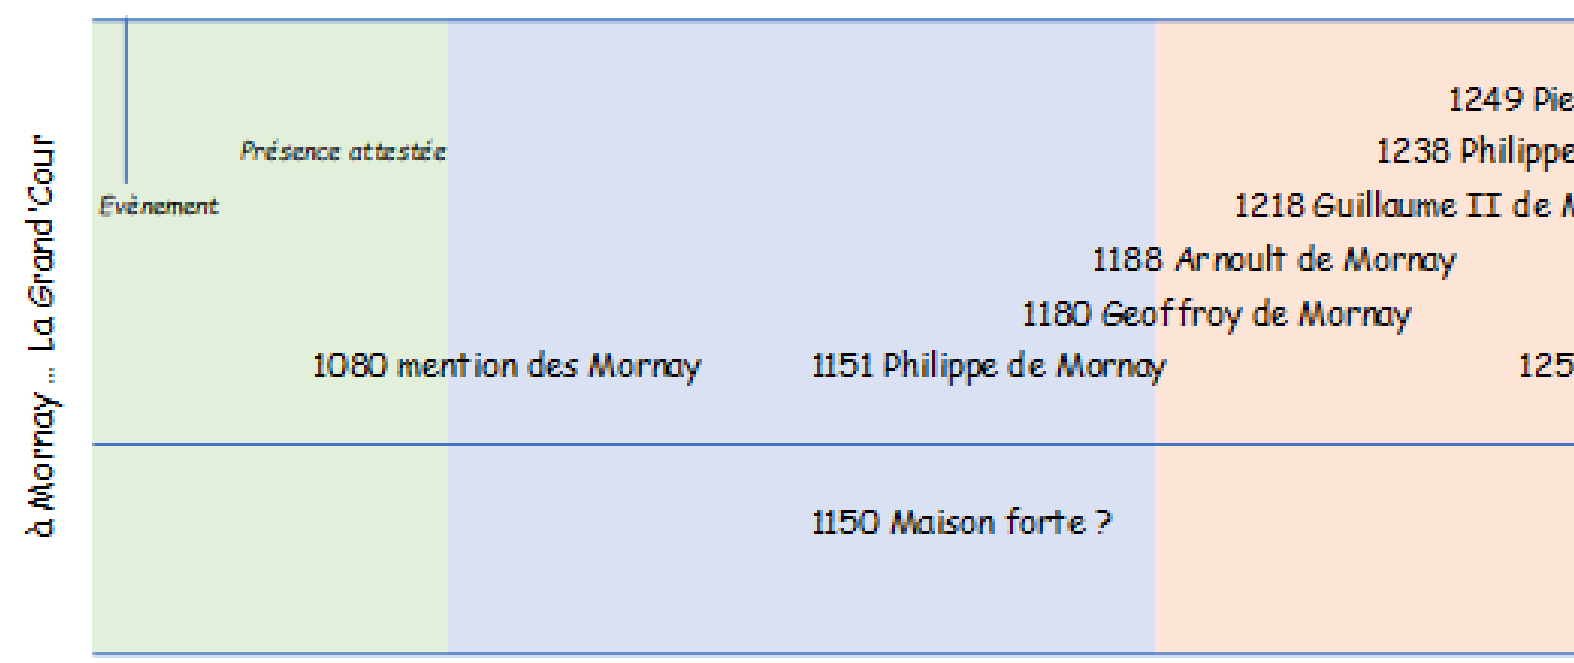 à Mornay ... La Grand'Cour
1249 Pie
1238 Philippe
Présence attestée
Evènement
1218 Guillaume II de M
1188 Arnoult de Mornay
1180 Geoffroy de Mornay
1080 mention des Mornay
1151 Philippe de Mornay
125
1150 Maison forte ?